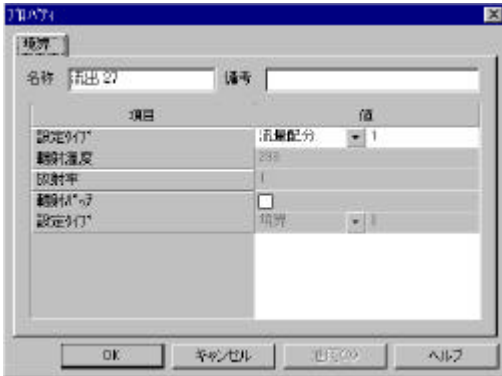 プロパティ
境界
名称 流出 27 備考
項目 値
設定タイプ 流量配分 1
輻射温度 293
放射率 1
輻射パッチ
設定タイプ 境界 1
OK キャンセル 適用(A) ヘルプ